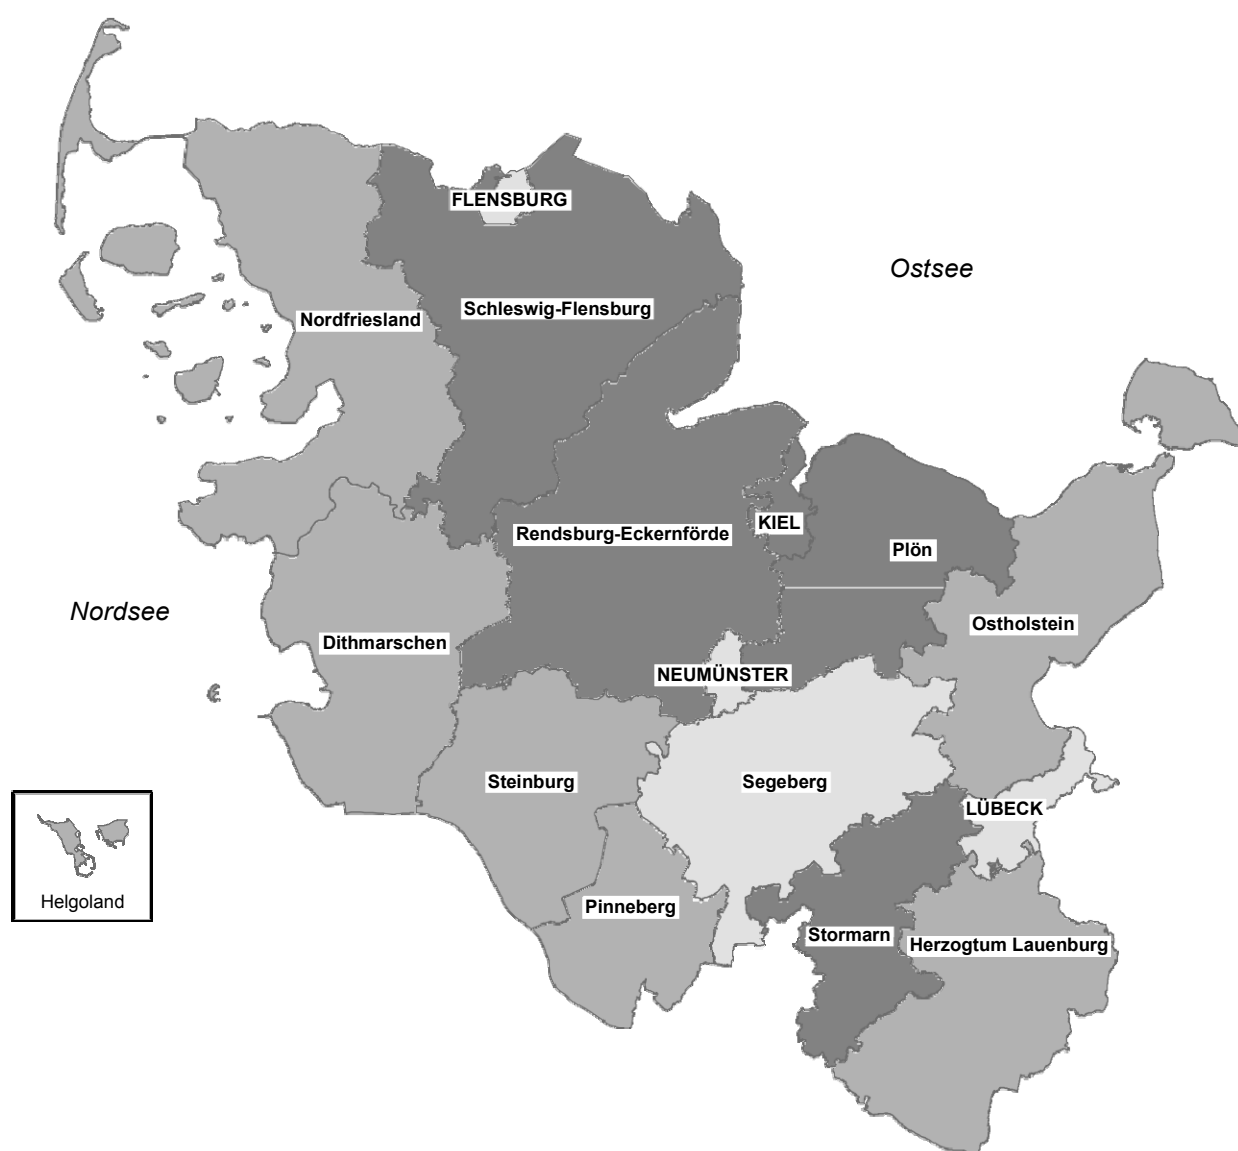 FLENSBURG
Ostsee
Schleswig-Flensburg
Nordfriesland
KIEL
Rendsburg-Eckernförde
Plön
Nordsee
Ostholstein
Dithmarschen
NEUMÜNSTER
Steinburg
Segeberg
LÜBECK
Helgoland
Pinneberg
Stormarn
Herzogtum Lauenburg